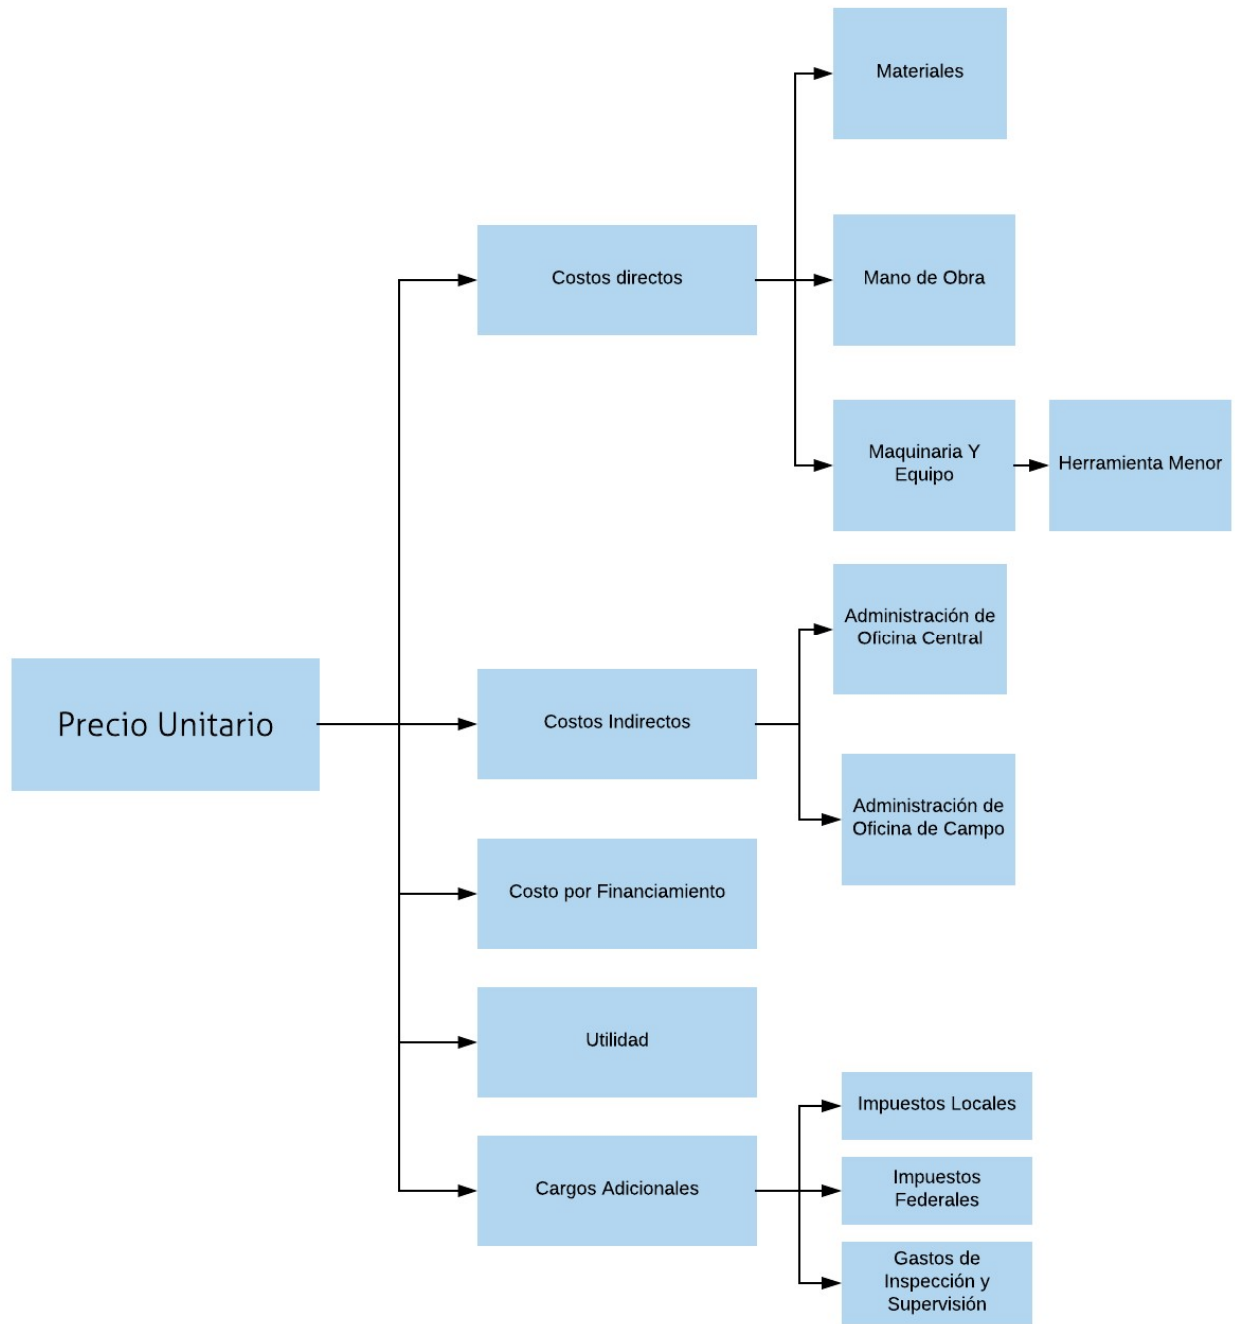 Precio Unitario
Costos directos
Materiales
Mano de Obra
Maquinaria Y
Equipo
Herramienta Menor
Costos Indirectos
Administración de
Oficina Central
Administración de
Oficina de Campo
Costo por Financiamiento
Utilidad
Cargos Adicionales
Impuestos Locales
Impuestos
Federales
Gastos de
Inspección y
Supervisión